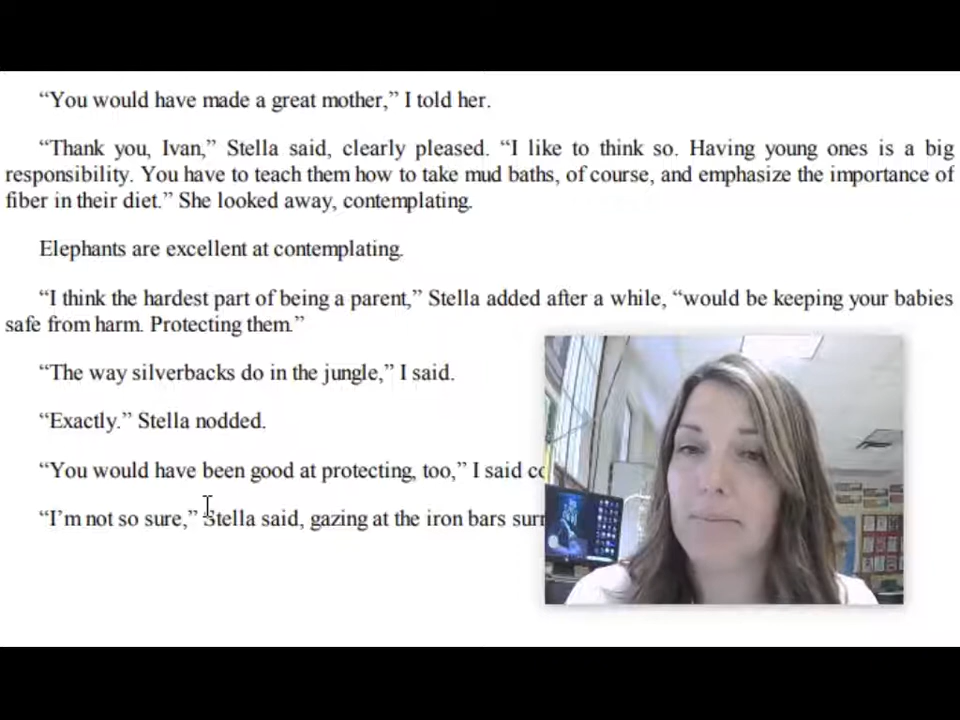 “You would have made a great mother,” I told her.
“Thank you, Ivan,” Stella said, clearly pleased. “I like to think so. Having young ones is a big
responsibility. You have to teach them how to take mud baths, of course, and emphasize the importance of
fiber in their diet.” She looked away, contemplating.
Elephants are excellent at contemplating.
“I think the hardest part of being a parent,” Stella added after a while, “would be keeping your babies
safe from harm. Protecting them.”
“The way silverbacks do in the jungle,” I said.
“Exactly.” Stella nodded.
“You would have been good at protecting, too,” I said
“I’m not so sure,” Stella said, gazing at the iron bars